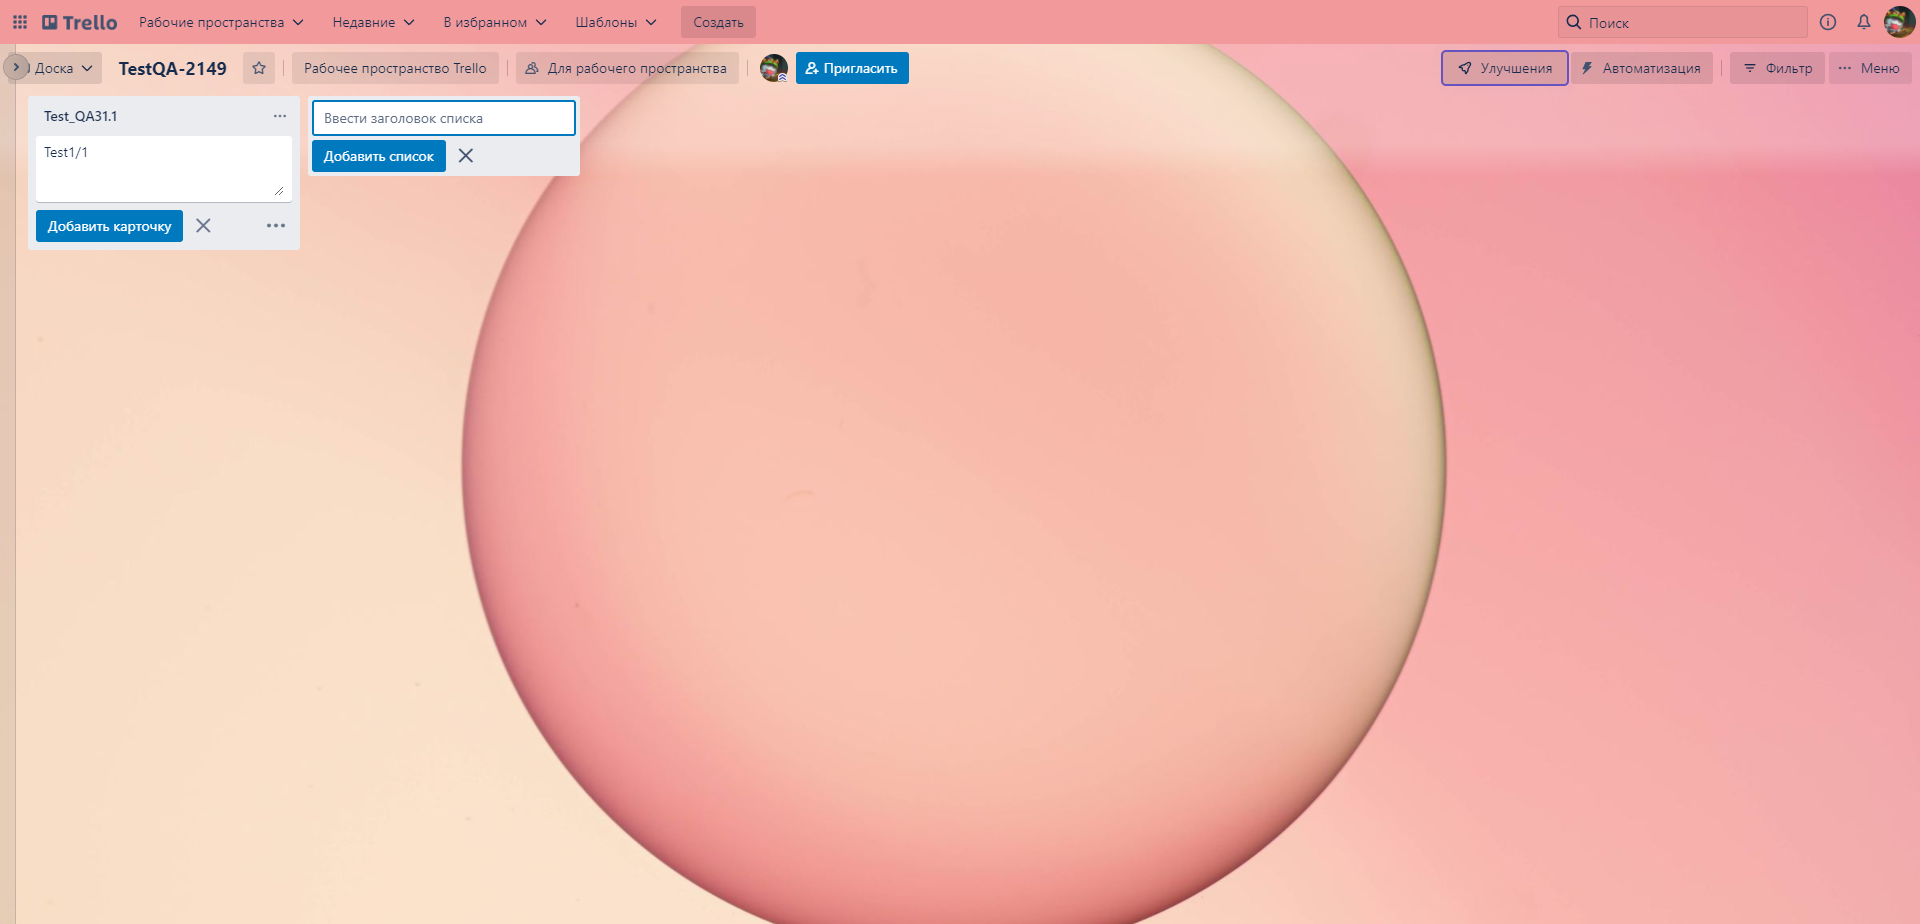 Trello Рабочие пространства Недавние В избранном Шаблоны Создать Поиск
Доска TestQA-2149 Рабочее пространство Trello Для рабочего пространства Пригласить Улучшения Автоматизация Фильтр Меню
Test_QA31.1
Test1/1
Добавить карточку
Ввести заголовок списка
Добавить список